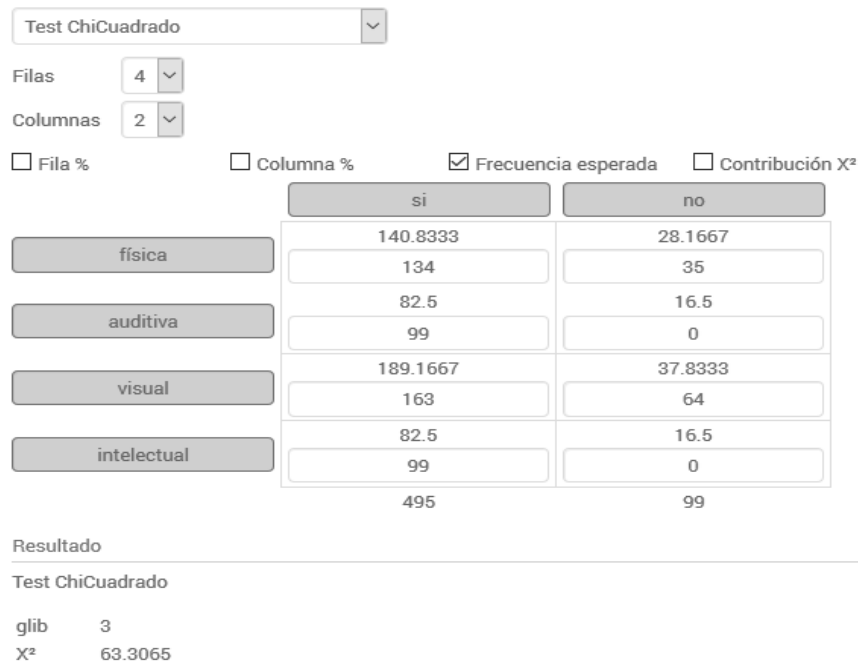 Test ChiCuadrado
Filas 4
Columnas 2
Fila % Columna % Frecuencia esperada Contribución X²
si no
140.8333 28.1667
física 134 35
82.5 16.5
auditiva 99 0
189.1667 37.8333
visual 163 64
82.5 16.5
intelectual 99 0
495 99
Resultado
Test ChiCuadrado
glib 3
X² 63.3065